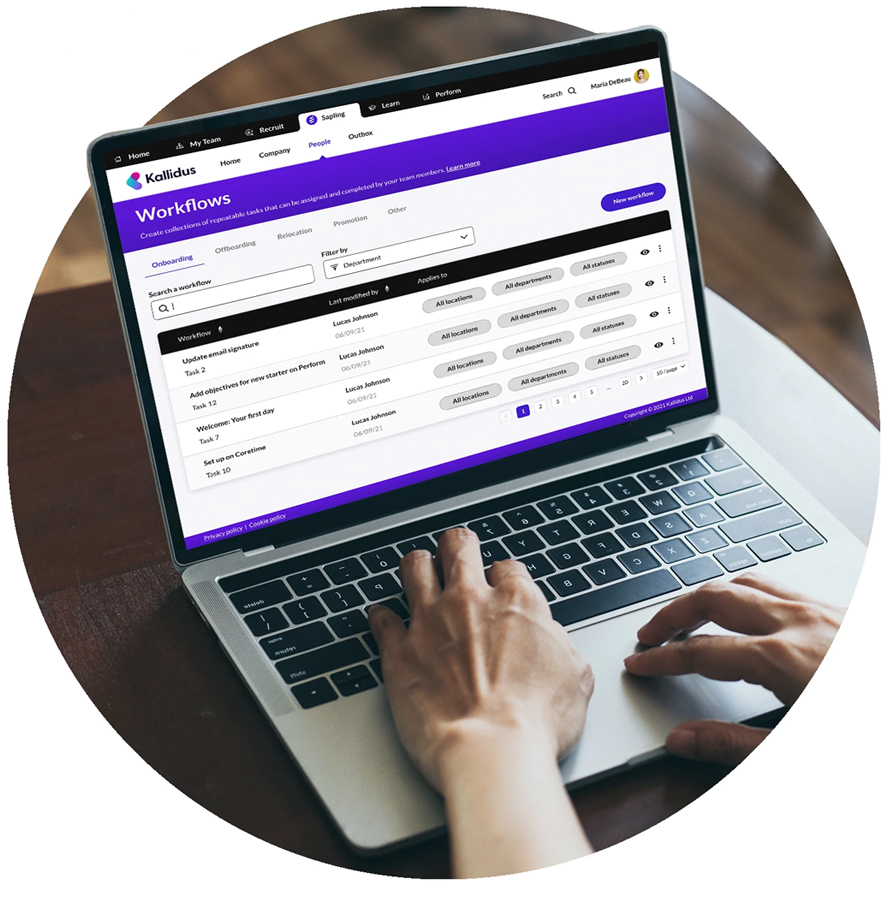 Home My Team Recruit Sapling Learn Perform
Kallidus Home Company People Outbox Search Maria DeBeau
Workflows
Create collections of repeatable tasks that can be assigned and completed by your team members. Learn more
New workflow
Onboarding Offboarding Relocation Promotion Other
Search a workflow Filter by
Department
Workflow Last modified by Applies to
Update email signature Lucas Johnson All locations All departments All statuses
Task 2 06/09/21
Add objectives for new starter on Perform Lucas Johnson All locations All departments All statuses
Task 12 06/09/21
Welcome: Your first day Lucas Johnson All locations All departments All statuses
Task 7 06/09/21
Set up on Coretime Lucas Johnson All locations All departments All statuses
Task 10 06/09/21
1 2 3 4 5 ... 20 10 / page
Privacy policy | Cookie policy Copyright © 2021 Kallidus Ltd